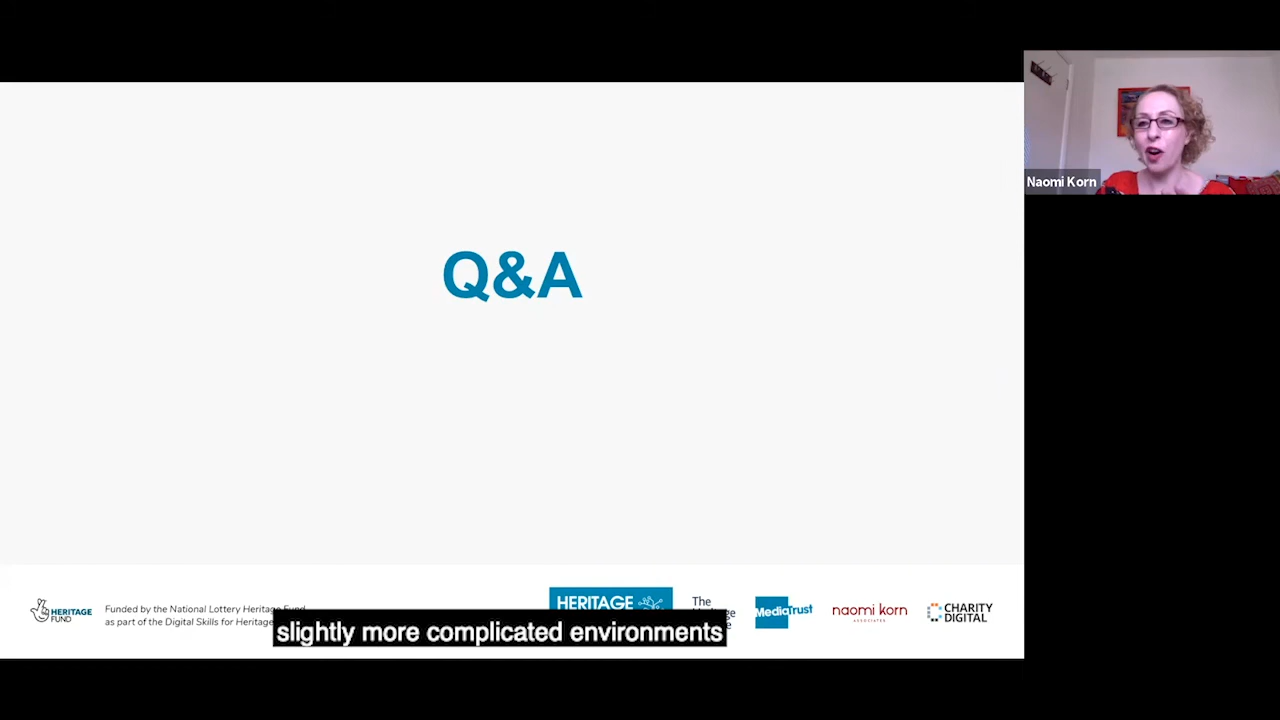 Q&A
Naomi Korn
HERITAGE
FUND
Funded by the National Lottery Heritage Fund
as part of the Digital Skills for Heritage
HERITAGE
The
MediaTrust
naomi korn
ASSOCIATES
CHARITY
DIGITAL
slightly more complicated environments